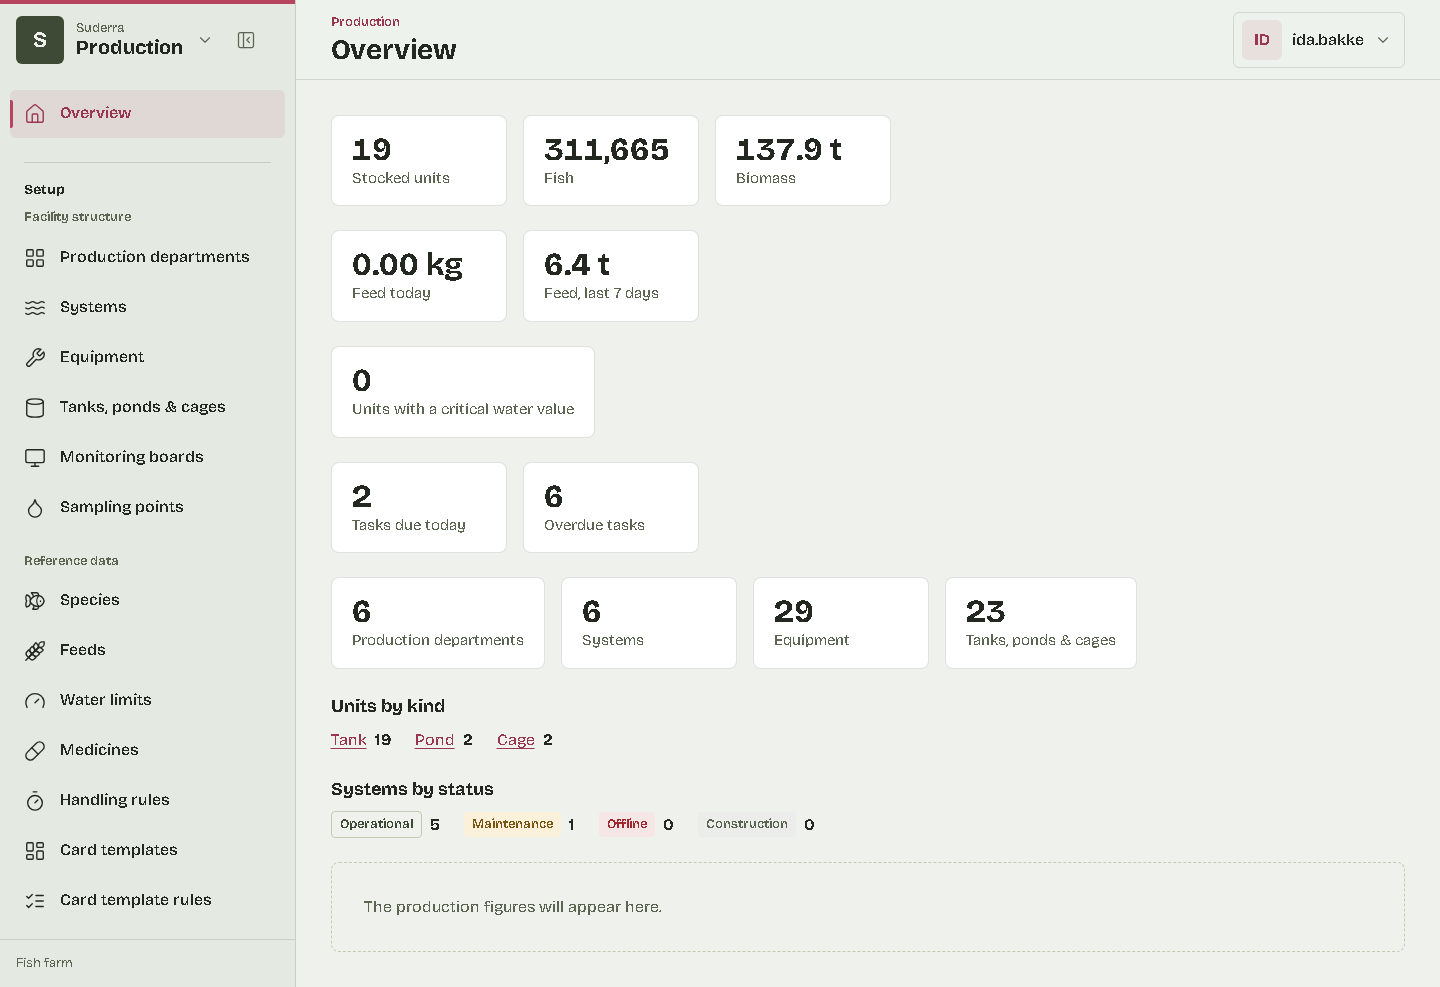 S
Suderra
Production
Overview
Setup
Facility structure
Production departments
Systems
Equipment
Tanks, ponds & cages
Monitoring boards
Sampling points
Reference data
Species
Feeds
Water limits
Medicines
Handling rules
Card templates
Card template rules
Fish farm
Production
Overview
ID ida.bakke
19
Stocked units
311,665
Fish
137.9 t
Biomass
0.00 kg
Feed today
6.4 t
Feed, last 7 days
0
Units with a critical water value
2
Tasks due today
6
Overdue tasks
6
Production departments
6
Systems
29
Equipment
23
Tanks, ponds & cages
Units by kind
Tank 19 Pond 2 Cage 2
Systems by status
Operational 5 Maintenance 1 Offline 0 Construction 0
The production figures will appear here.